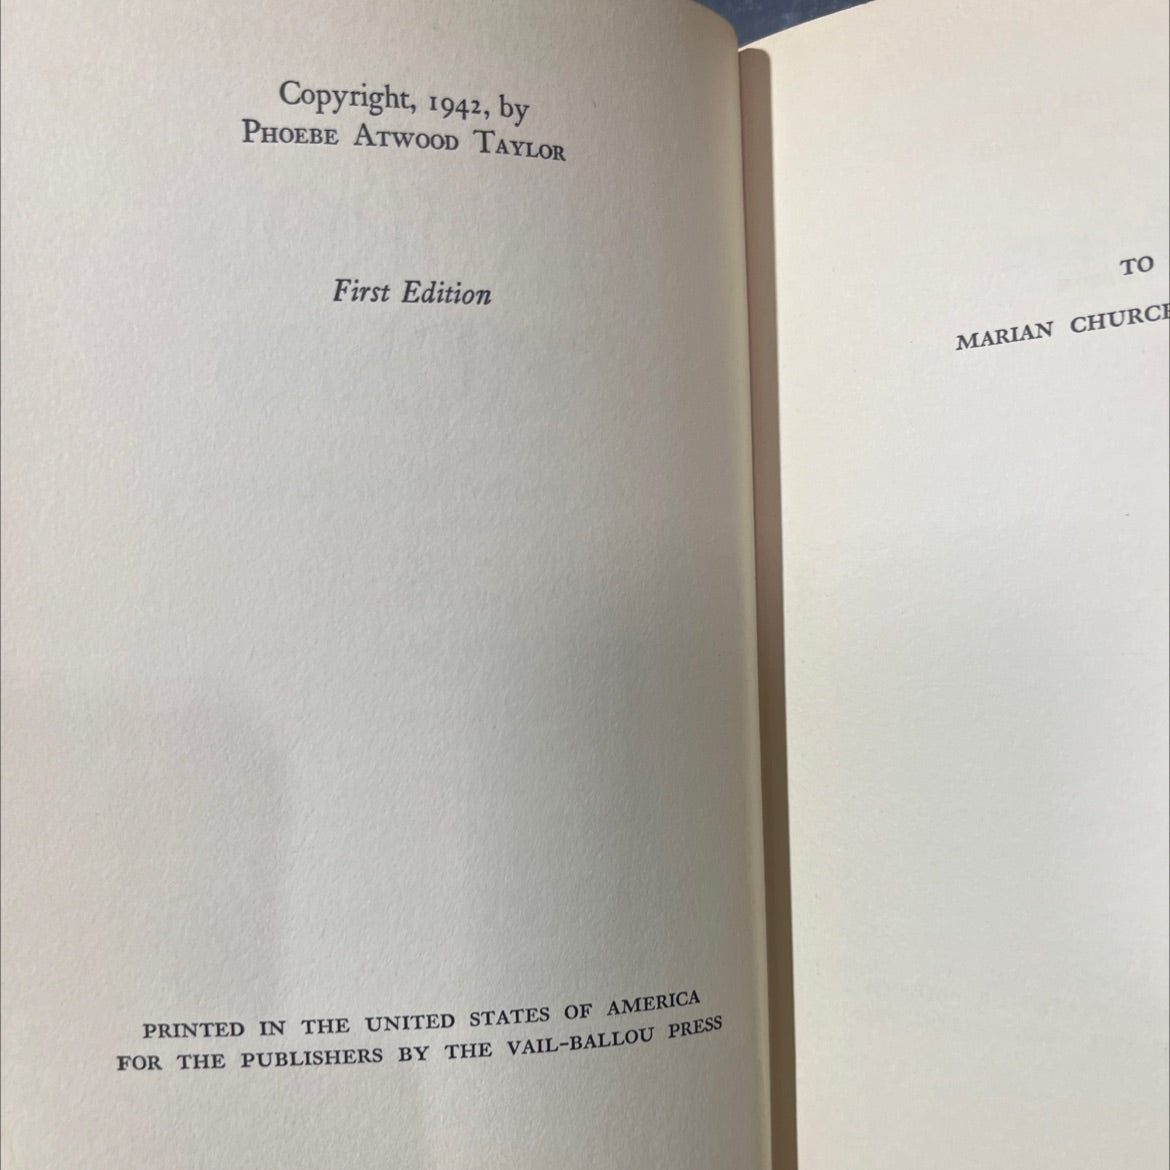 Copyright, 1942, by
PHOEBE ATWOOD TAYLOR
First Edition
PRINTED IN THE UNITED STATES OF AMERICA
FOR THE PUBLISHERS BY THE VAIL-BALLOU PRESS
TO
MARIAN